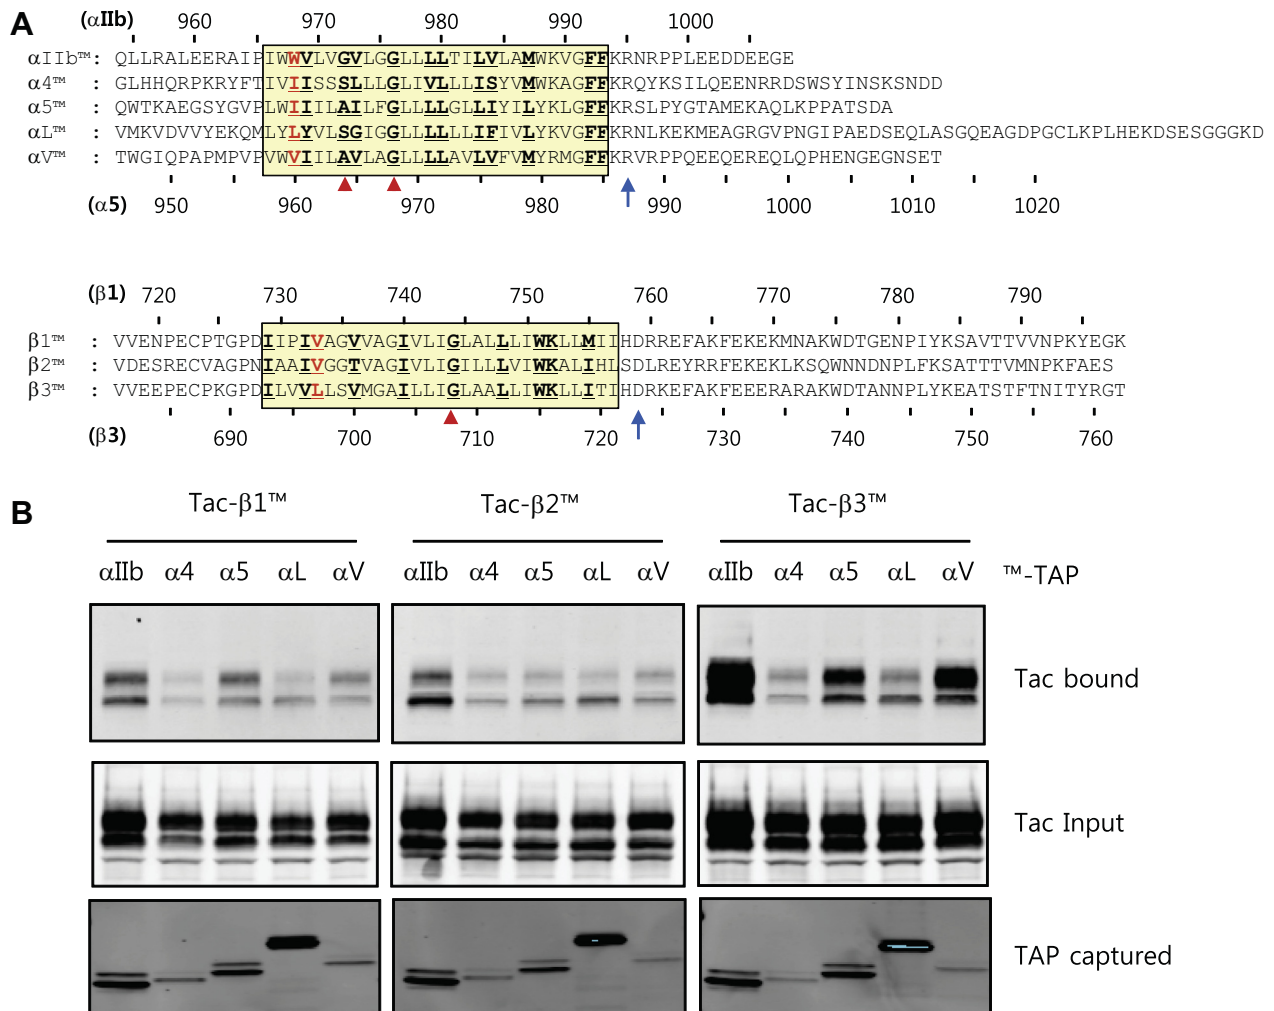 A
(αIIb) 960 970 980 990 1000
αIIb™: QLLRALEERAIPIWWVLVGVLGGLLLLTILVLAMWKVGFFKRNRPPLEEDDEEGE
α4™ : GLHHQRPKRYFTIVIISSSLLLGLIVLLLISYVMWKAGFFKRQYKSILQEENRRDSWSYINSKSNDD
α5™ : QWTKAEGSYGVPLWIIILAILFGLLLLGLLIYILYKLGFFKRSLPYGTAMEKAQLKPPATSDA
αL™ : VMKVDVVYEKQMLYLYVLSGIGGLLLLLLIFIVLYKVGFFKRNLKEKMEAGRGVPNGIPAEDSEQLASGQEAGDPGCLKPLHEKDSESGGGKD
αV™ : TWGIQPAPMPVPVWVIILAVLAGLLLLAVLVFVMYRMGFFKRVRPPQEEQEREQLQPHENGEGNSET
(α5) 950 960 970 980 990 1000 1010 1020
(β1) 720 730 740 750 760 770 780 790
β1™ : VVENPECPTGPDIIPIVAGVVAGIVLIGLALLLIWKLLMIIHDRREFAKFEKEKMNAKWDTGENPIYKSAVTTVVNPKYEGK
β2™ : VDESRECVAGPNIAAIVGGTVAGIVLIGILLLVIWKALIHLSDLREYRRFEKEKLKSQWNNDNPLFKSATTTVMNPKFAES
β3™ : VVEEPECPKGPDILVVLLSVMGAILLIGLAALLIWKLLITIHDRKEFAKFEEERARAKWDTANNPLYKEATSTFTNITYRGT
(β3) 690 700 710 720 730 740 750 760
B
Tac-β1™ Tac-β2™ Tac-β3™
αIIb α4 α5 αL αV αIIb α4 α5 αL αV αIIb α4 α5 αL αV ™-TAP
Tac bound
Tac Input
TAP captured